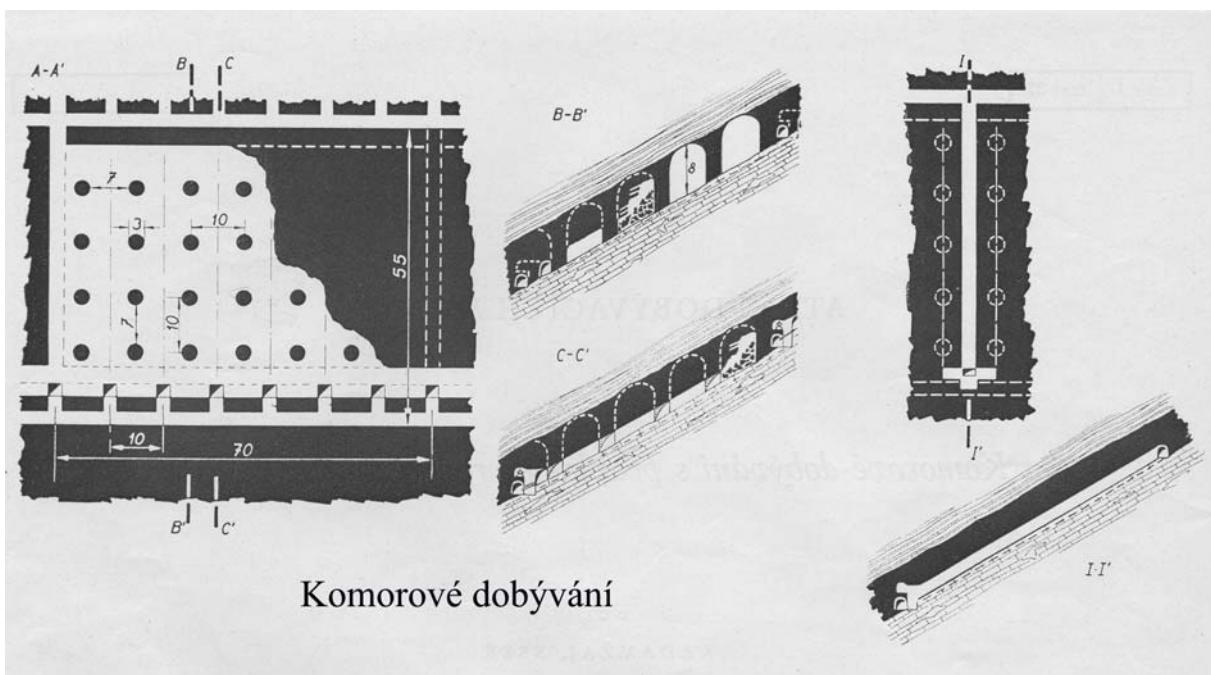 A-A'
B
C
7
3
10
7
10
55
10
70
B'
C'
B-B'
8
C-C'
I
I'
I-I'
Komorové dobývání